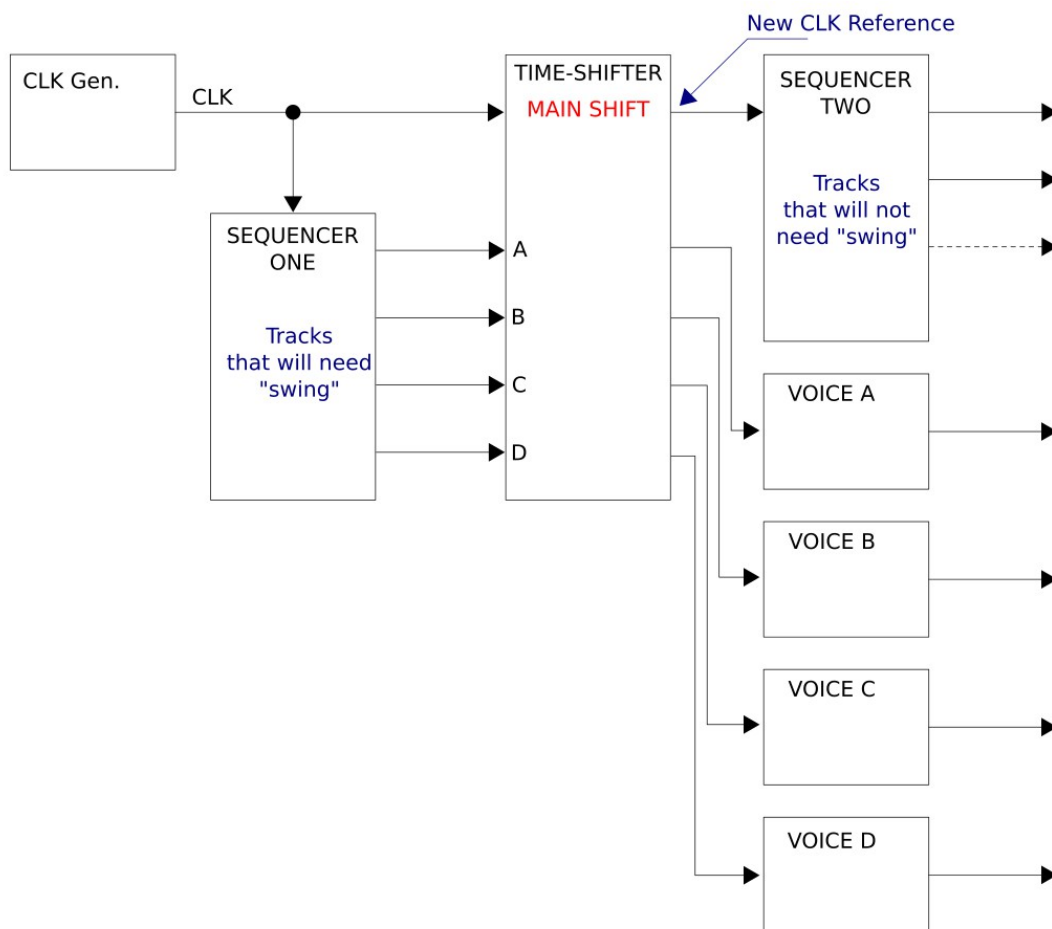 New CLK Reference
CLK Gen.
CLK
TIME-SHIFTER
MAIN SHIFT
A
B
C
D
SEQUENCER
ONE
Tracks
that will need
"swing"
SEQUENCER
TWO
Tracks
that will not
need "swing"
VOICE A
VOICE B
VOICE C
VOICE D